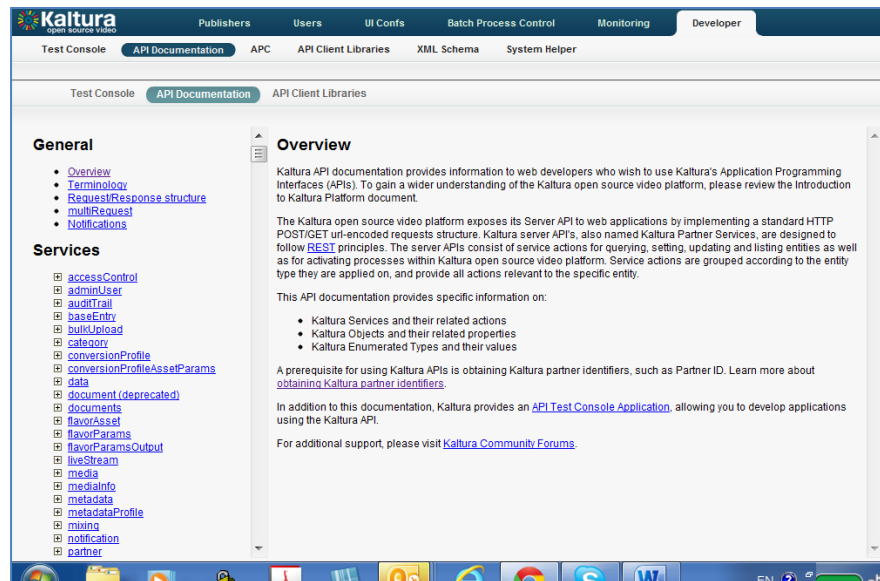 Kaltura
open source video
Publishers Users UI Confs Batch Process Control Monitoring Developer
Test Console API Documentation APC API Client Libraries XML Schema System Helper
Test Console API Documentation API Client Libraries
General
Overview
Terminology
Request/Response structure
multiRequest
Notifications
Services
accessControl
adminUser
auditTrail
baseEntry
bulkUpload
category
conversionProfile
conversionProfileAssetParams
data
document (deprecated)
documents
flavorAsset
flavorParams
flavorParamsOutput
liveStream
media
mediaInfo
metadata
metadataProfile
mixing
notification
partner
Overview
Kaltura API documentation provides information to web developers who wish to use Kaltura's Application Programming
Interfaces (APIs). To gain a wider understanding of the Kaltura open source video platform, please review the Introduction
to Kaltura Platform document.
The Kaltura open source video platform exposes its Server API to web applications by implementing a standard HTTP
POST/GET url-encoded requests structure. Kaltura server API's, also named Kaltura Partner Services, are designed to
follow REST principles. The server APIs consist of service actions for querying, setting, updating and listing entities as well
as for activating processes within Kaltura open source video platform. Service actions are grouped according to the entity
type they are applied on, and provide all actions relevant to the specific entity.
This API documentation provides specific information on:
Kaltura Services and their related actions
Kaltura Objects and their related properties
Kaltura Enumerated Types and their values
A prerequisite for using Kaltura APIs is obtaining Kaltura partner identifiers, such as Partner ID. Learn more about
obtaining Kaltura partner identifiers.
In addition to this documentation, Kaltura provides an API Test Console Application, allowing you to develop applications
using the Kaltura API.
For additional support, please visit Kaltura Community Forums.
EN